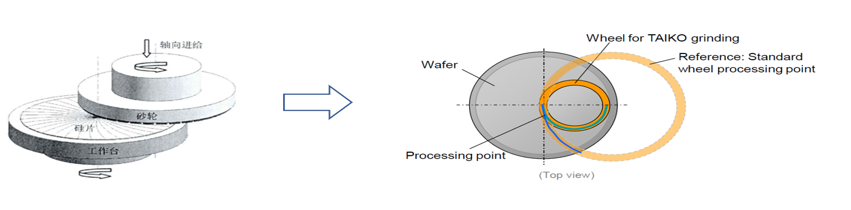 轴向进给
砂轮
硅片
工作台
Wheel for TAIKO grinding
Wafer
Reference: Standard
wheel processing point
Processing point
(Top view)